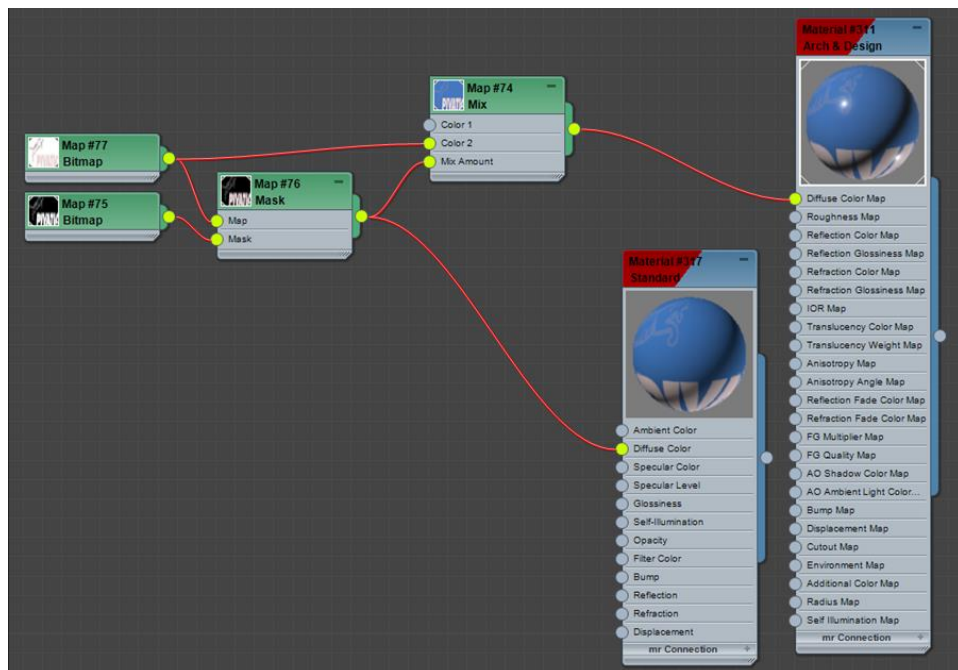 Map #77
Bitmap
Map #75
Bitmap
Map #76
Mask
Map
Mask
Map #74
Mix
Color 1
Color 2
Mix Amount
Material #317
Standard
Ambient Color
Diffuse Color
Specular Color
Specular Level
Glossiness
Self-Illumination
Opacity
Filter Color
Bump
Reflection
Refraction
Displacement
mr Connection
Material #311
Arch & Design
Diffuse Color Map
Roughness Map
Reflection Color Map
Reflection Glossiness Map
Refraction Color Map
Refraction Glossiness Map
IOR Map
Translucency Color Map
Translucency Weight Map
Anisotropy Map
Anisotropy Angle Map
Reflection Fade Color Map
Refraction Fade Color Map
FG Multiplier Map
FG Quality Map
AO Shadow Color Map
AO Ambient Light Color...
Bump Map
Displacement Map
Cutout Map
Environment Map
Additional Color Map
Radius Map
Self Illumination Map
mr Connection